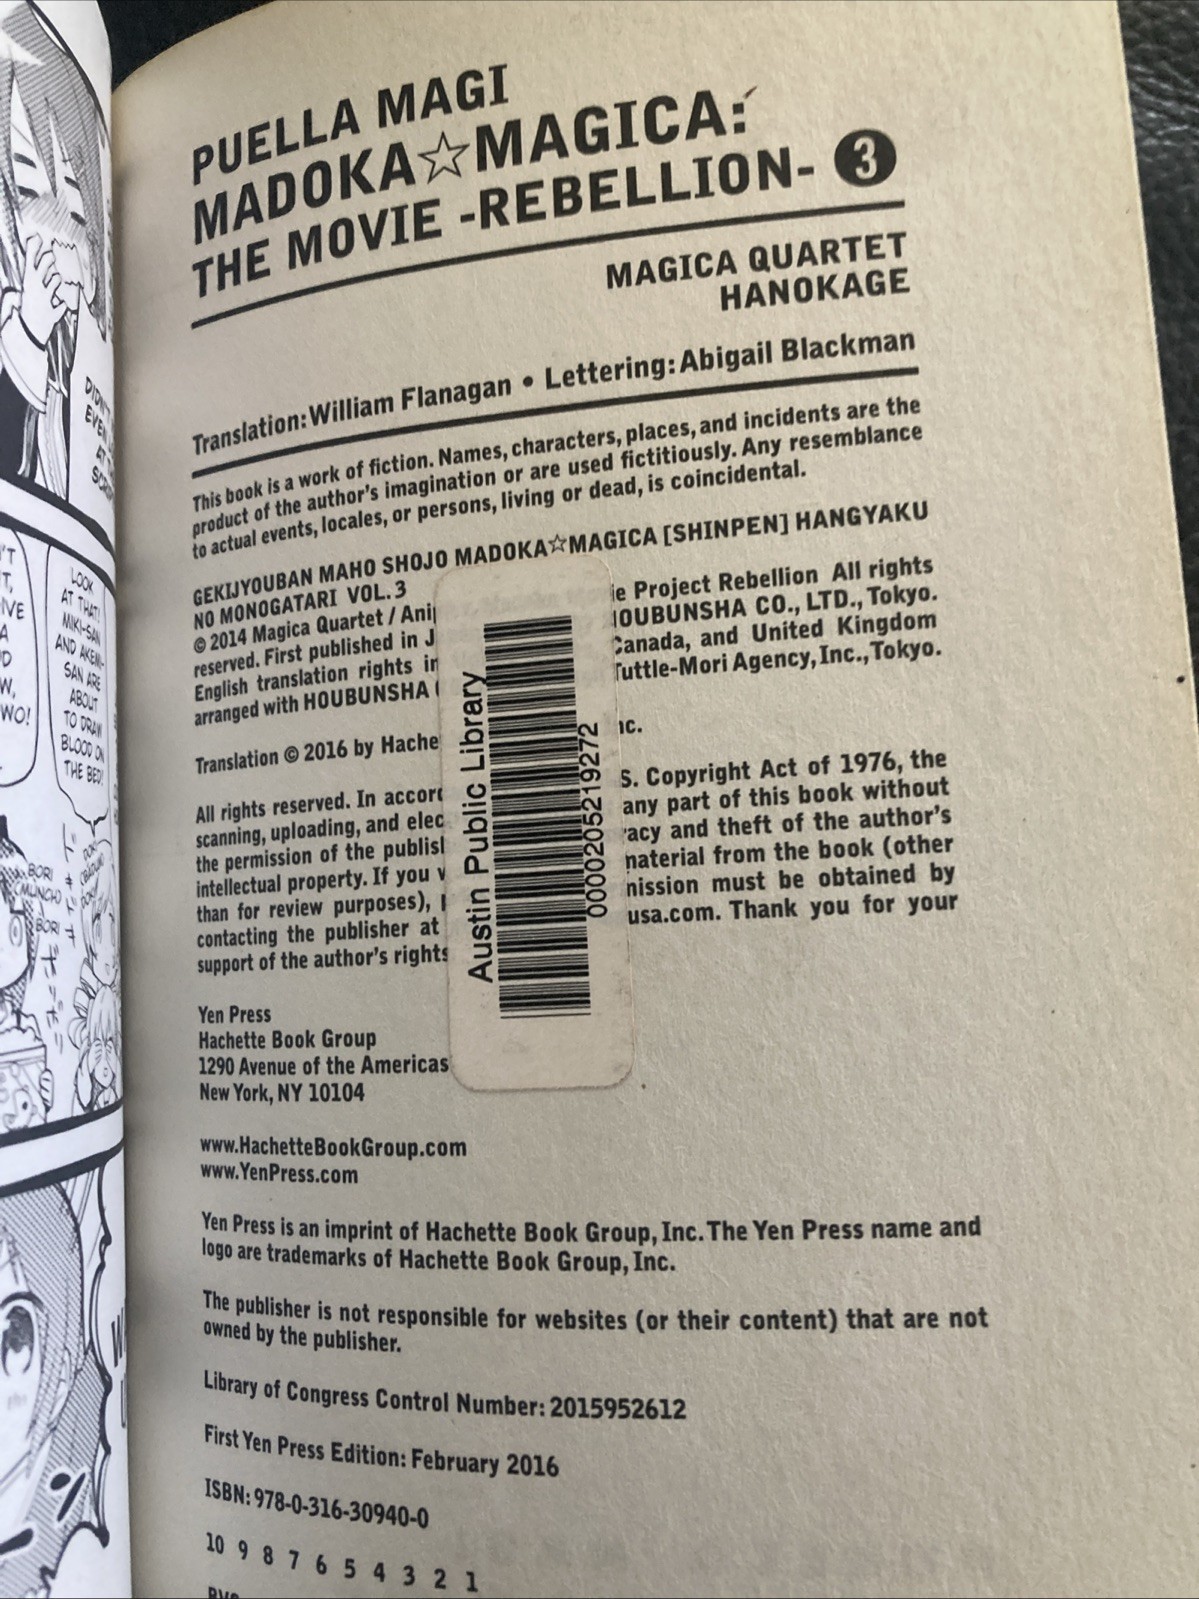 PUELLA MAGI
MADOKA☆MAGICA:
THE MOVIE -REBELLION- 3
MAGICA QUARTET
HANOKAGE
Translation: William Flanagan • Lettering: Abigail Blackman
This book is a work of fiction. Names, characters, places, and incidents are the
product of the author's imagination or are used fictitiously. Any resemblance
to actual events, locales, or persons, living or dead, is coincidental.
GEKIJYOUBAN MAHO SHOJO MADOKA☆MAGICA [SHINPEN] HANGYAKU
NO MONOGATARI VOL. 3
© 2014 Magica Quartet / Ani Project Rebellion All rights
reserved. First published in J HOUBUNSHA CO., LTD., Tokyo.
English translation rights in Canada, and United Kingdom
arranged with HOUBUNSHA Tuttle-Mori Agency, Inc., Tokyo.
Translation © 2016 by Hache nc.
All rights reserved. In accord S. Copyright Act of 1976, the
scanning, uploading, and elec any part of this book without
the permission of the publis acy and theft of the author's
intellectual property. If you material from the book (other
than for review purposes), mission must be obtained by
contacting the publisher at usa.com. Thank you for your
support of the author's rights
Austin Public Library
0000205219272
Yen Press
Hachette Book Group
1290 Avenue of the Americas
New York, NY 10104
www.HachetteBookGroup.com
www.YenPress.com
Yen Press is an imprint of Hachette Book Group, Inc. The Yen Press name and
logo are trademarks of Hachette Book Group, Inc.
The publisher is not responsible for websites (or their content) that are not
owned by the publisher.
Library of Congress Control Number: 2015952612
First Yen Press Edition: February 2016
ISBN: 978-0-316-30940-0
10 9 8 7 6 5 4 3 2 1
LOOK
AT THAT!
MIKI-SAN
AND AKEMI-
SAN ARE
ABOUT
TO DRAW
BLOOD ON
THE BED!
BORI
(MUNCH)
BORI